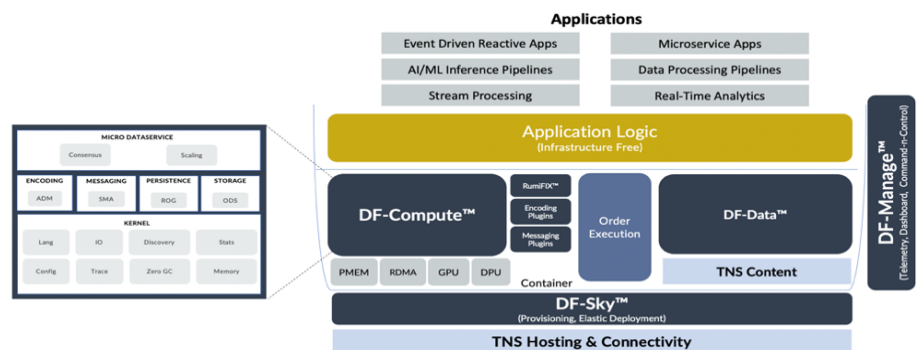 Applications
Event Driven Reactive Apps
Microservice Apps
AI/ML Inference Pipelines
Data Processing Pipelines
Stream Processing
Real-Time Analytics
Application Logic
(Infrastructure Free)
MICRO DATASERVICE
Consensus
Scaling
ENCODING
MESSAGING
PERSISTENCE
STORAGE
ADM
SMA
ROG
ODS
KERNEL
Lang
IO
Discovery
Stats
Config
Trace
Zero GC
Memory
DF-Compute™
RumiFIX™
Encoding
Plugins
Messaging
Plugins
Order
Execution
DF-Data™
PMEM
RDMA
GPU
DPU
Container
TNS Content
DF-Sky™
(Provisioning, Elastic Deployment)
TNS Hosting & Connectivity
DF-Manage™
(Telemetry, Dashboard, Command-n-Control)